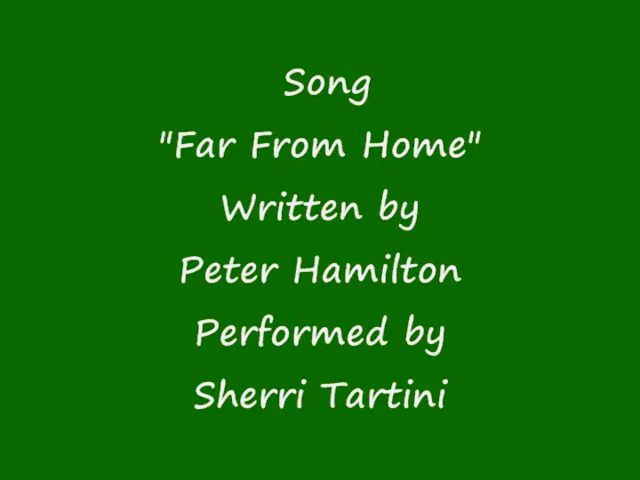 Song
"Far From Home"
Written by
Peter Hamilton
Performed by
Sherri Tartini